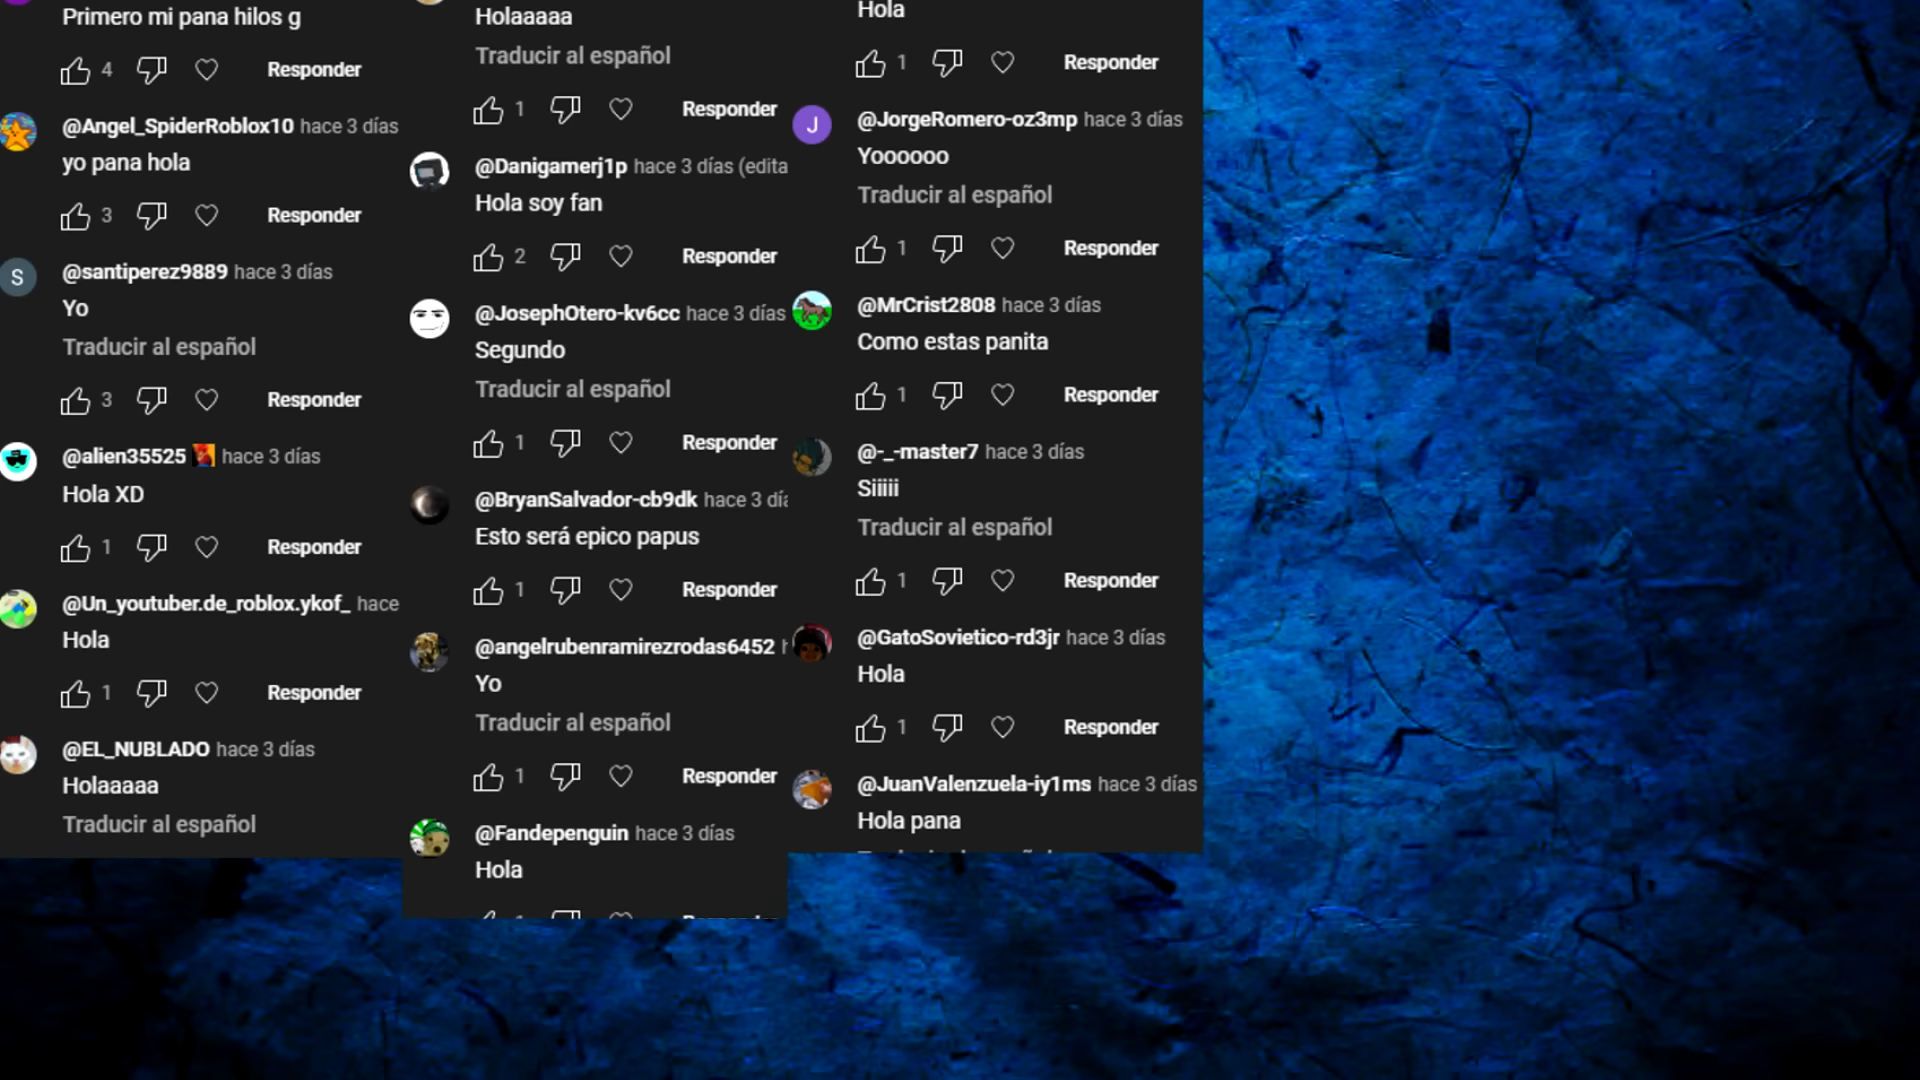 Primero mi pana hilos g
4 Responder
@Angel_SpiderRoblox10 hace 3 días
yo pana hola
3 Responder
@santiperez9889 hace 3 días
Yo
Traducir al español
3 Responder
@alien35525 hace 3 días
Hola XD
1 Responder
@Un_youtuber.de_roblox.ykof_ hace
Hola
1 Responder
@EL_NUBLADO hace 3 días
Holaaaaa
Traducir al español
Holaaaaa
Traducir al español
1 Responder
@Danigamerj1p hace 3 días (edita
Hola soy fan
2 Responder
@JosephOtero-kv6cc hace 3 días
Segundo
Traducir al español
1 Responder
@BryanSalvador-cb9dk hace 3 día
Esto será epico papus
1 Responder
@angelrubenramirezrodas6452
Yo
Traducir al español
1 Responder
@Fandepenguin hace 3 días
Hola
Hola
1 Responder
J
@JorgeRomero-oz3mp hace 3 días
Yoooooo
Traducir al español
1 Responder
@MrCrist2808 hace 3 días
Como estas panita
1 Responder
@-_-master7 hace 3 días
Siiiii
Traducir al español
1 Responder
@GatoSovietico-rd3jr hace 3 días
Hola
1 Responder
@JuanValenzuela-iy1ms hace 3 días
Hola pana